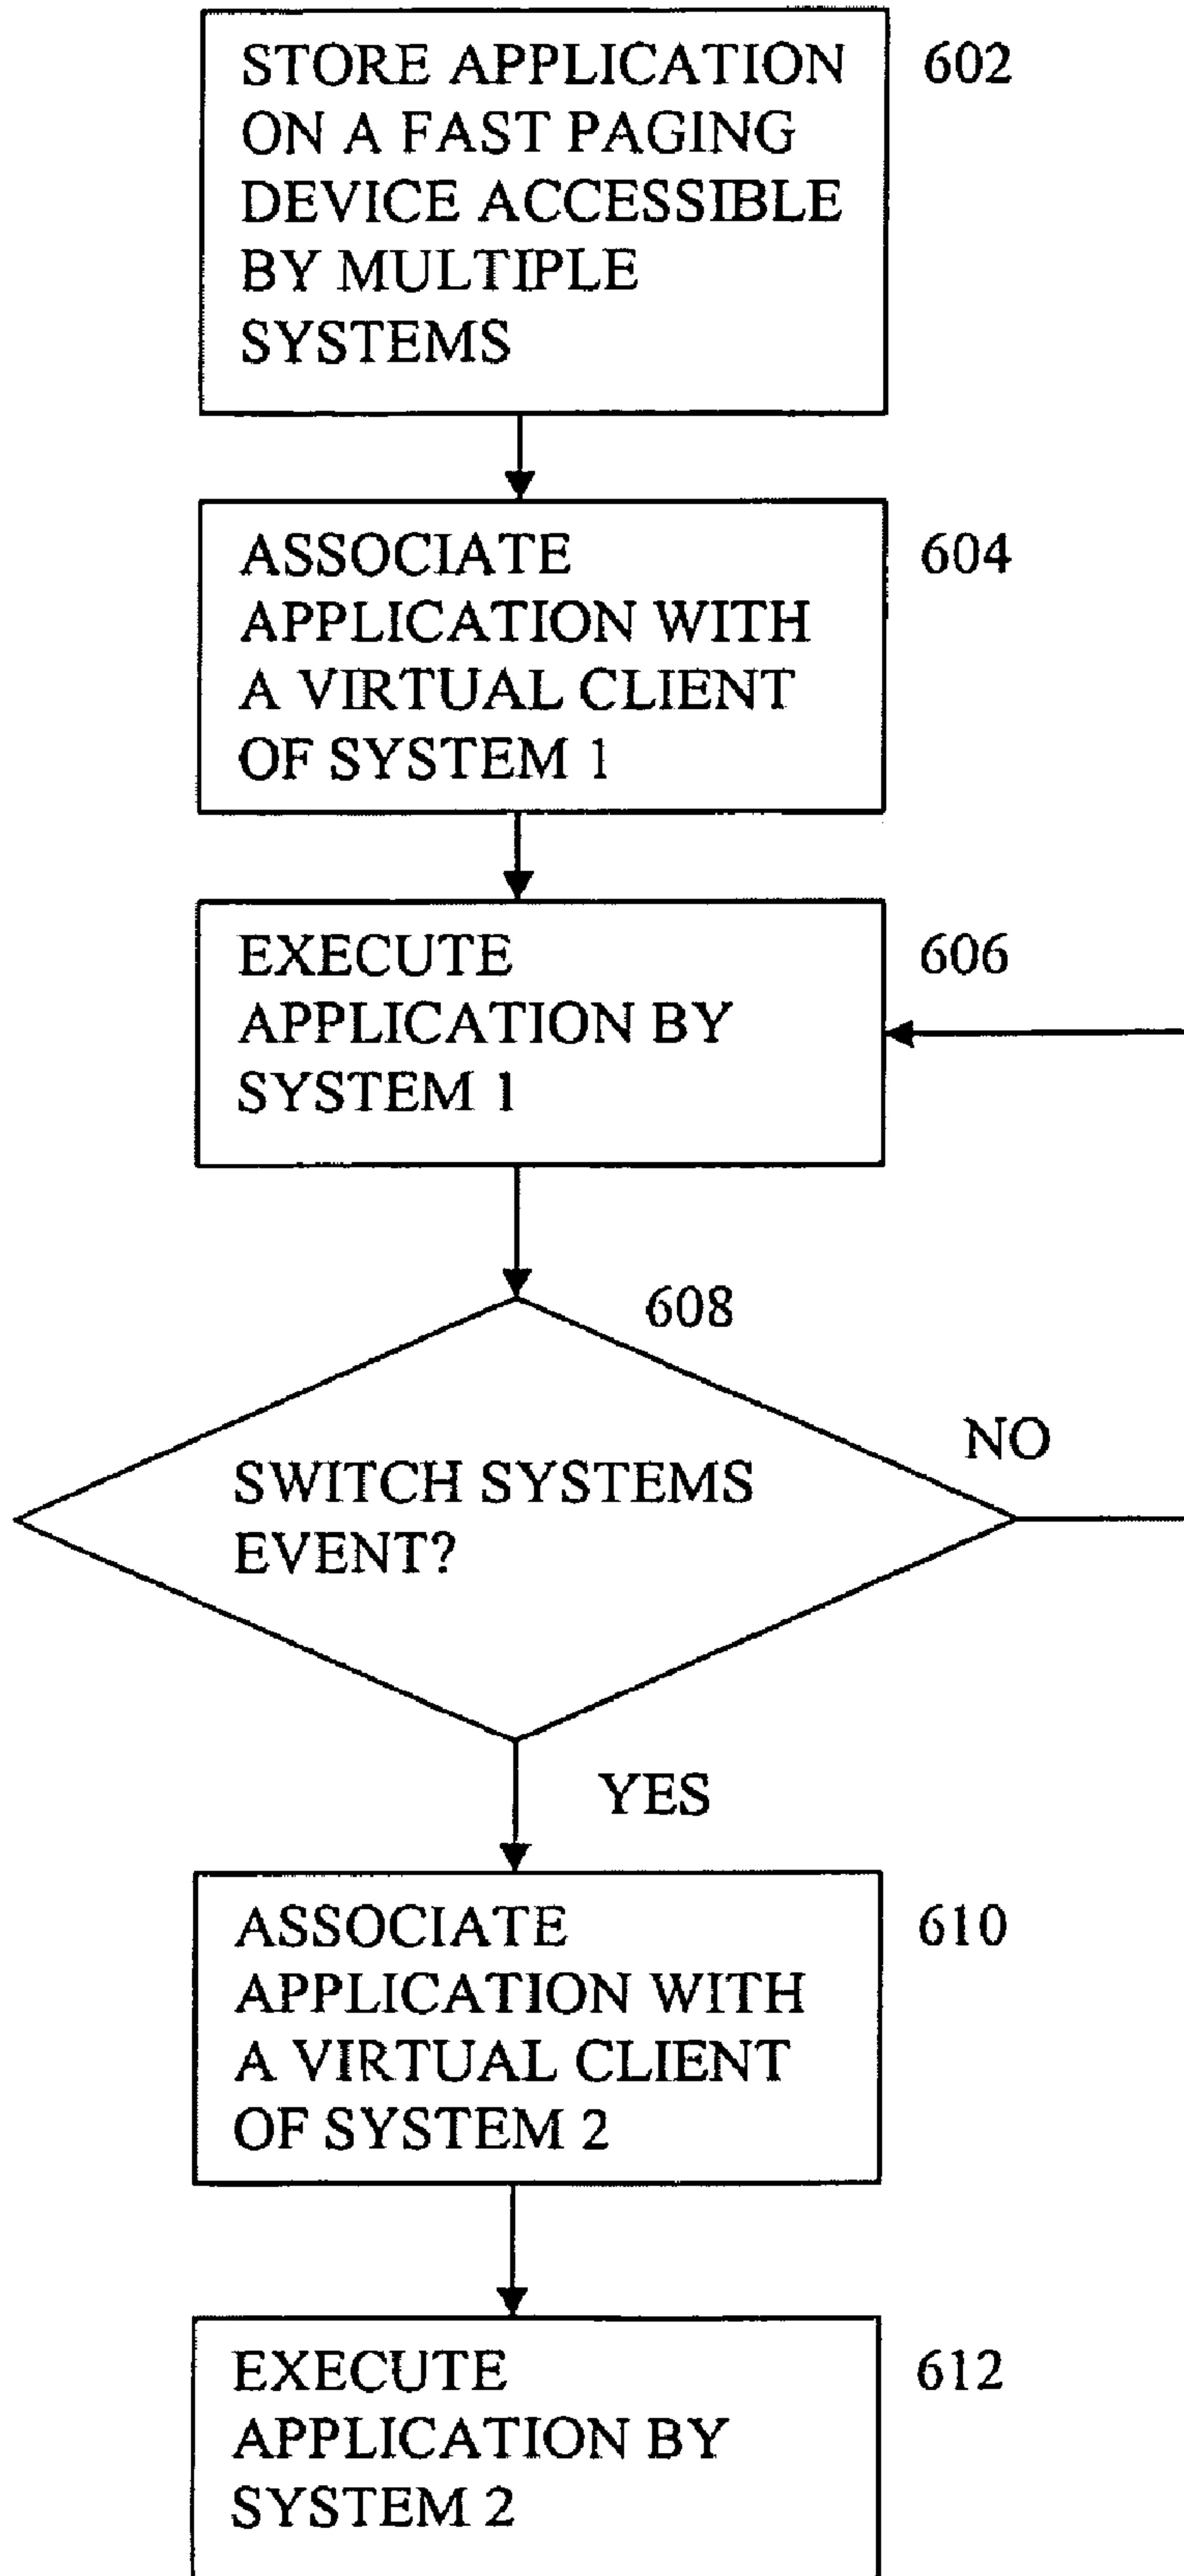 STORE APPLICATION
ON A FAST PAGING
DEVICE ACCESSIBLE
BY MULTIPLE
SYSTEMS
602
ASSOCIATE
APPLICATION WITH
A VIRTUAL CLIENT
OF SYSTEM 1
604
EXECUTE
APPLICATION BY
SYSTEM 1
606
608
SWITCH SYSTEMS
EVENT?
NO
YES
ASSOCIATE
APPLICATION WITH
A VIRTUAL CLIENT
OF SYSTEM 2
610
EXECUTE
APPLICATION BY
SYSTEM 2
612